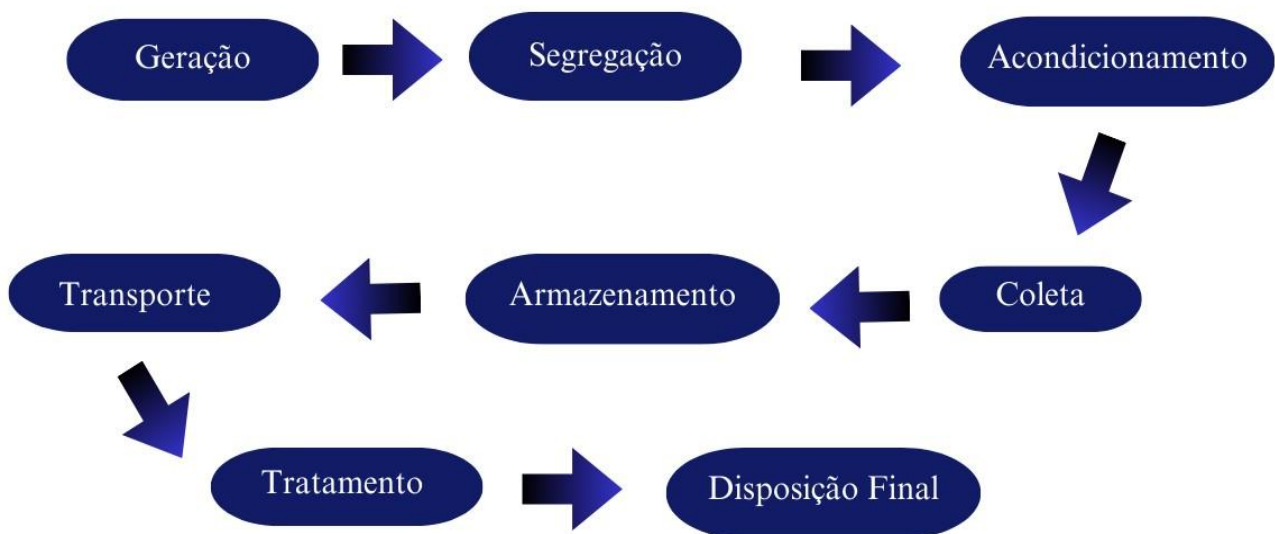 Geração
Segregação
Acondicionamento
Coleta
Armazenamento
Transporte
Tratamento
Disposição Final